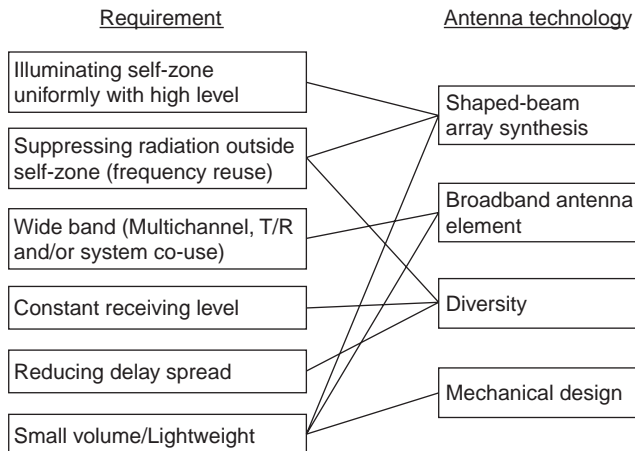 Requirement
Illuminating self-zone
uniformly with high level
Suppressing radiation outside
self-zone (frequency reuse)
Wide band (Multichannel, T/R
and/or system co-use)
Constant receiving level
Reducing delay spread
Small volume/Lightweight
Antenna technology
Shaped-beam
array synthesis
Broadband antenna
element
Diversity
Mechanical design